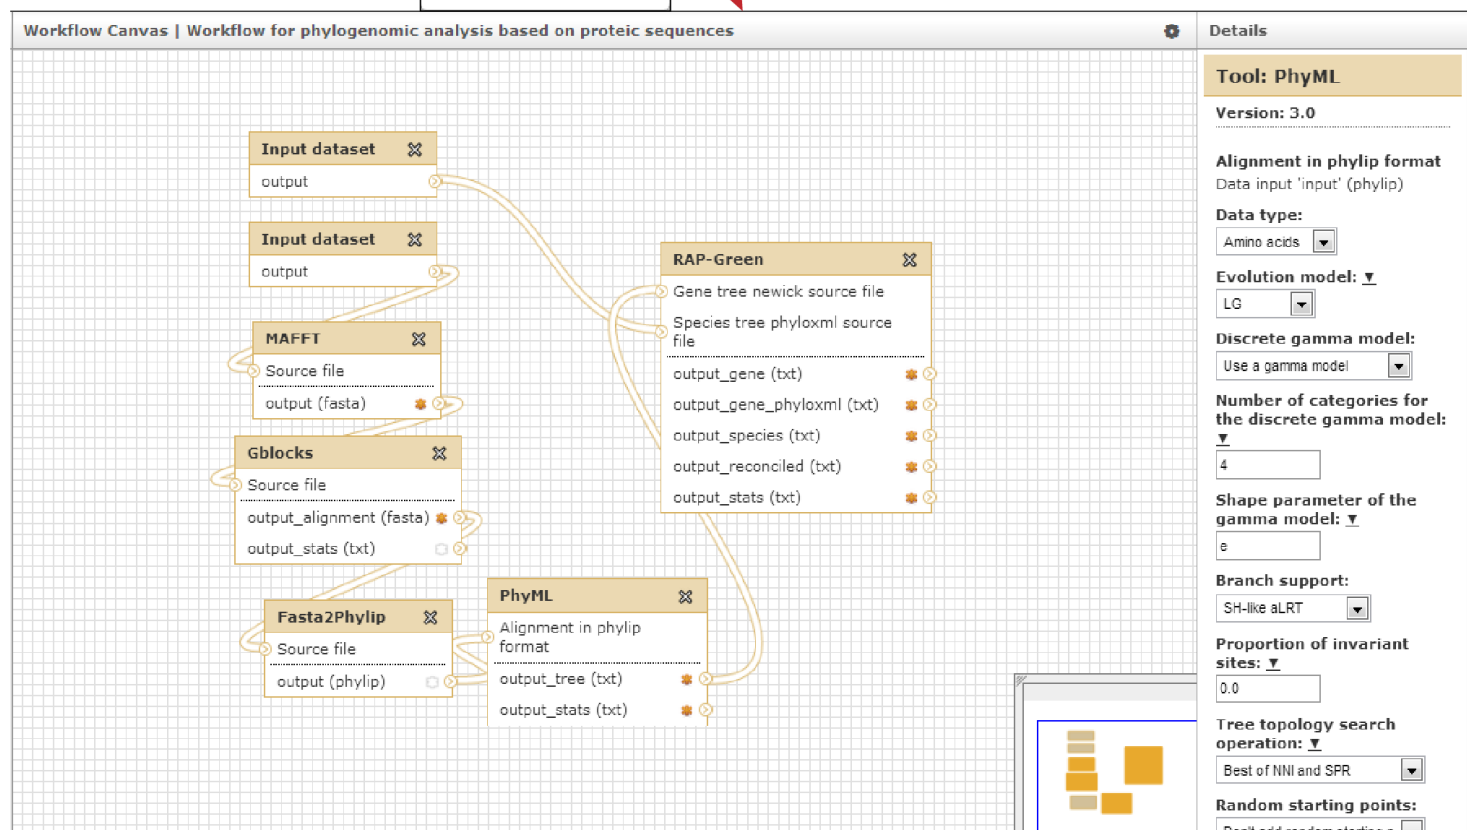 Workflow Canvas | Workflow for phylogenomic analysis based on proteic sequences
Details
Input dataset
output
Input dataset
output
MAFFT
Source file
output (fasta)
Gblocks
Source file
output_alignment (fasta)
output_stats (txt)
Fasta2Phylip
Source file
output (phylip)
PhyML
Alignment in phylip
format
output_tree (txt)
output_stats (txt)
RAP-Green
Gene tree newick source file
Species tree phyloxml source
file
output_gene (txt)
output_gene_phyloxml (txt)
output_species (txt)
output_reconciled (txt)
output_stats (txt)
Tool: PhyML
Version: 3.0
Alignment in phylip format
Data input 'input' (phylip)
Data type:
Amino acids
Evolution model:
LG
Discrete gamma model:
Use a gamma model
Number of categories for
the discrete gamma model:
4
Shape parameter of the
gamma model:
e
Branch support:
SH-like aLRT
Proportion of invariant
sites:
0.0
Tree topology search
operation:
Best of NNI and SPR
Random starting points: